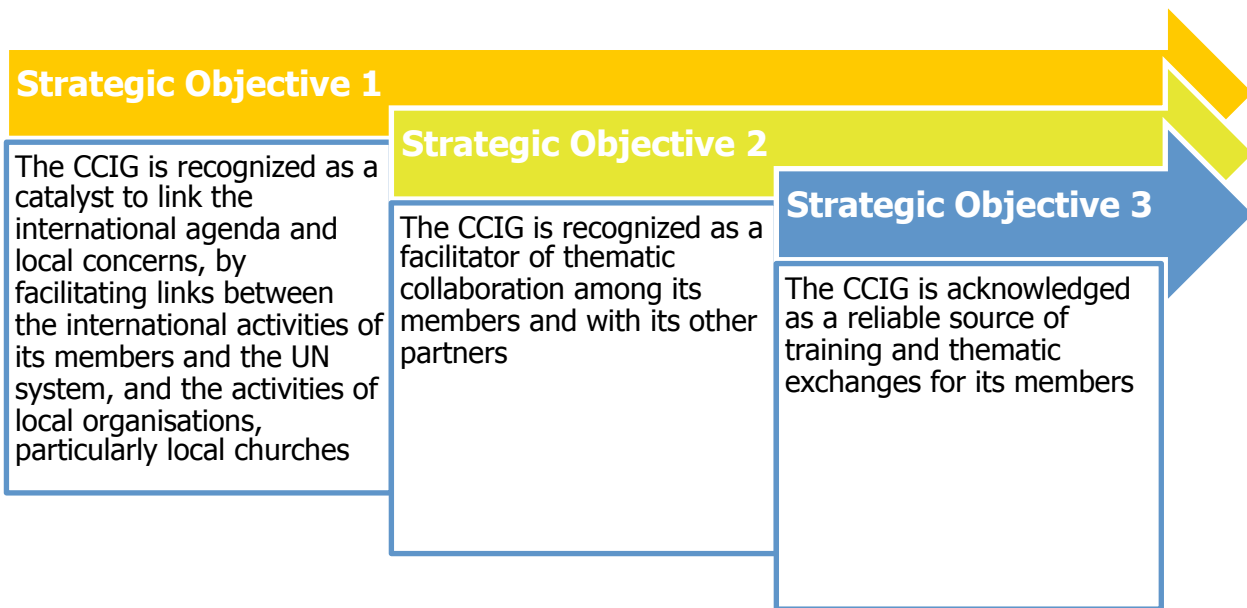 Strategic Objective 1
The CCIG is recognized as a
catalyst to link the
international agenda and
local concerns, by
facilitating links between
the international activities of
its members and the UN
system, and the activities of
local organisations,
particularly local churches
Strategic Objective 2
The CCIG is recognized as a
facilitator of thematic
collaboration among its
members and with its other
partners
Strategic Objective 3
The CCIG is acknowledged
as a reliable source of
training and thematic
exchanges for its members